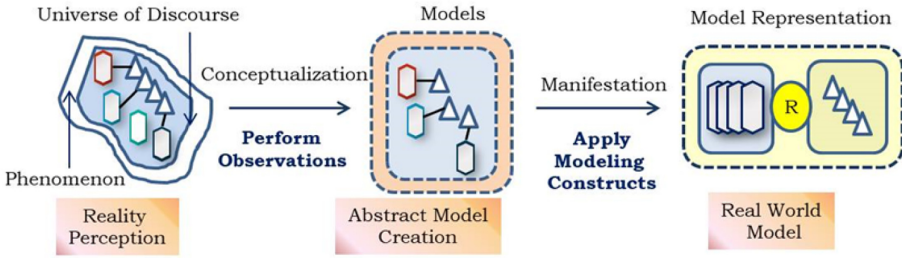 Universe of Discourse
Phenomenon
Reality
Perception
Conceptualization
Perform
Observations
Models
Abstract Model
Creation
Manifestation
Apply
Modeling
Constructs
Model Representation
R
Real World
Model